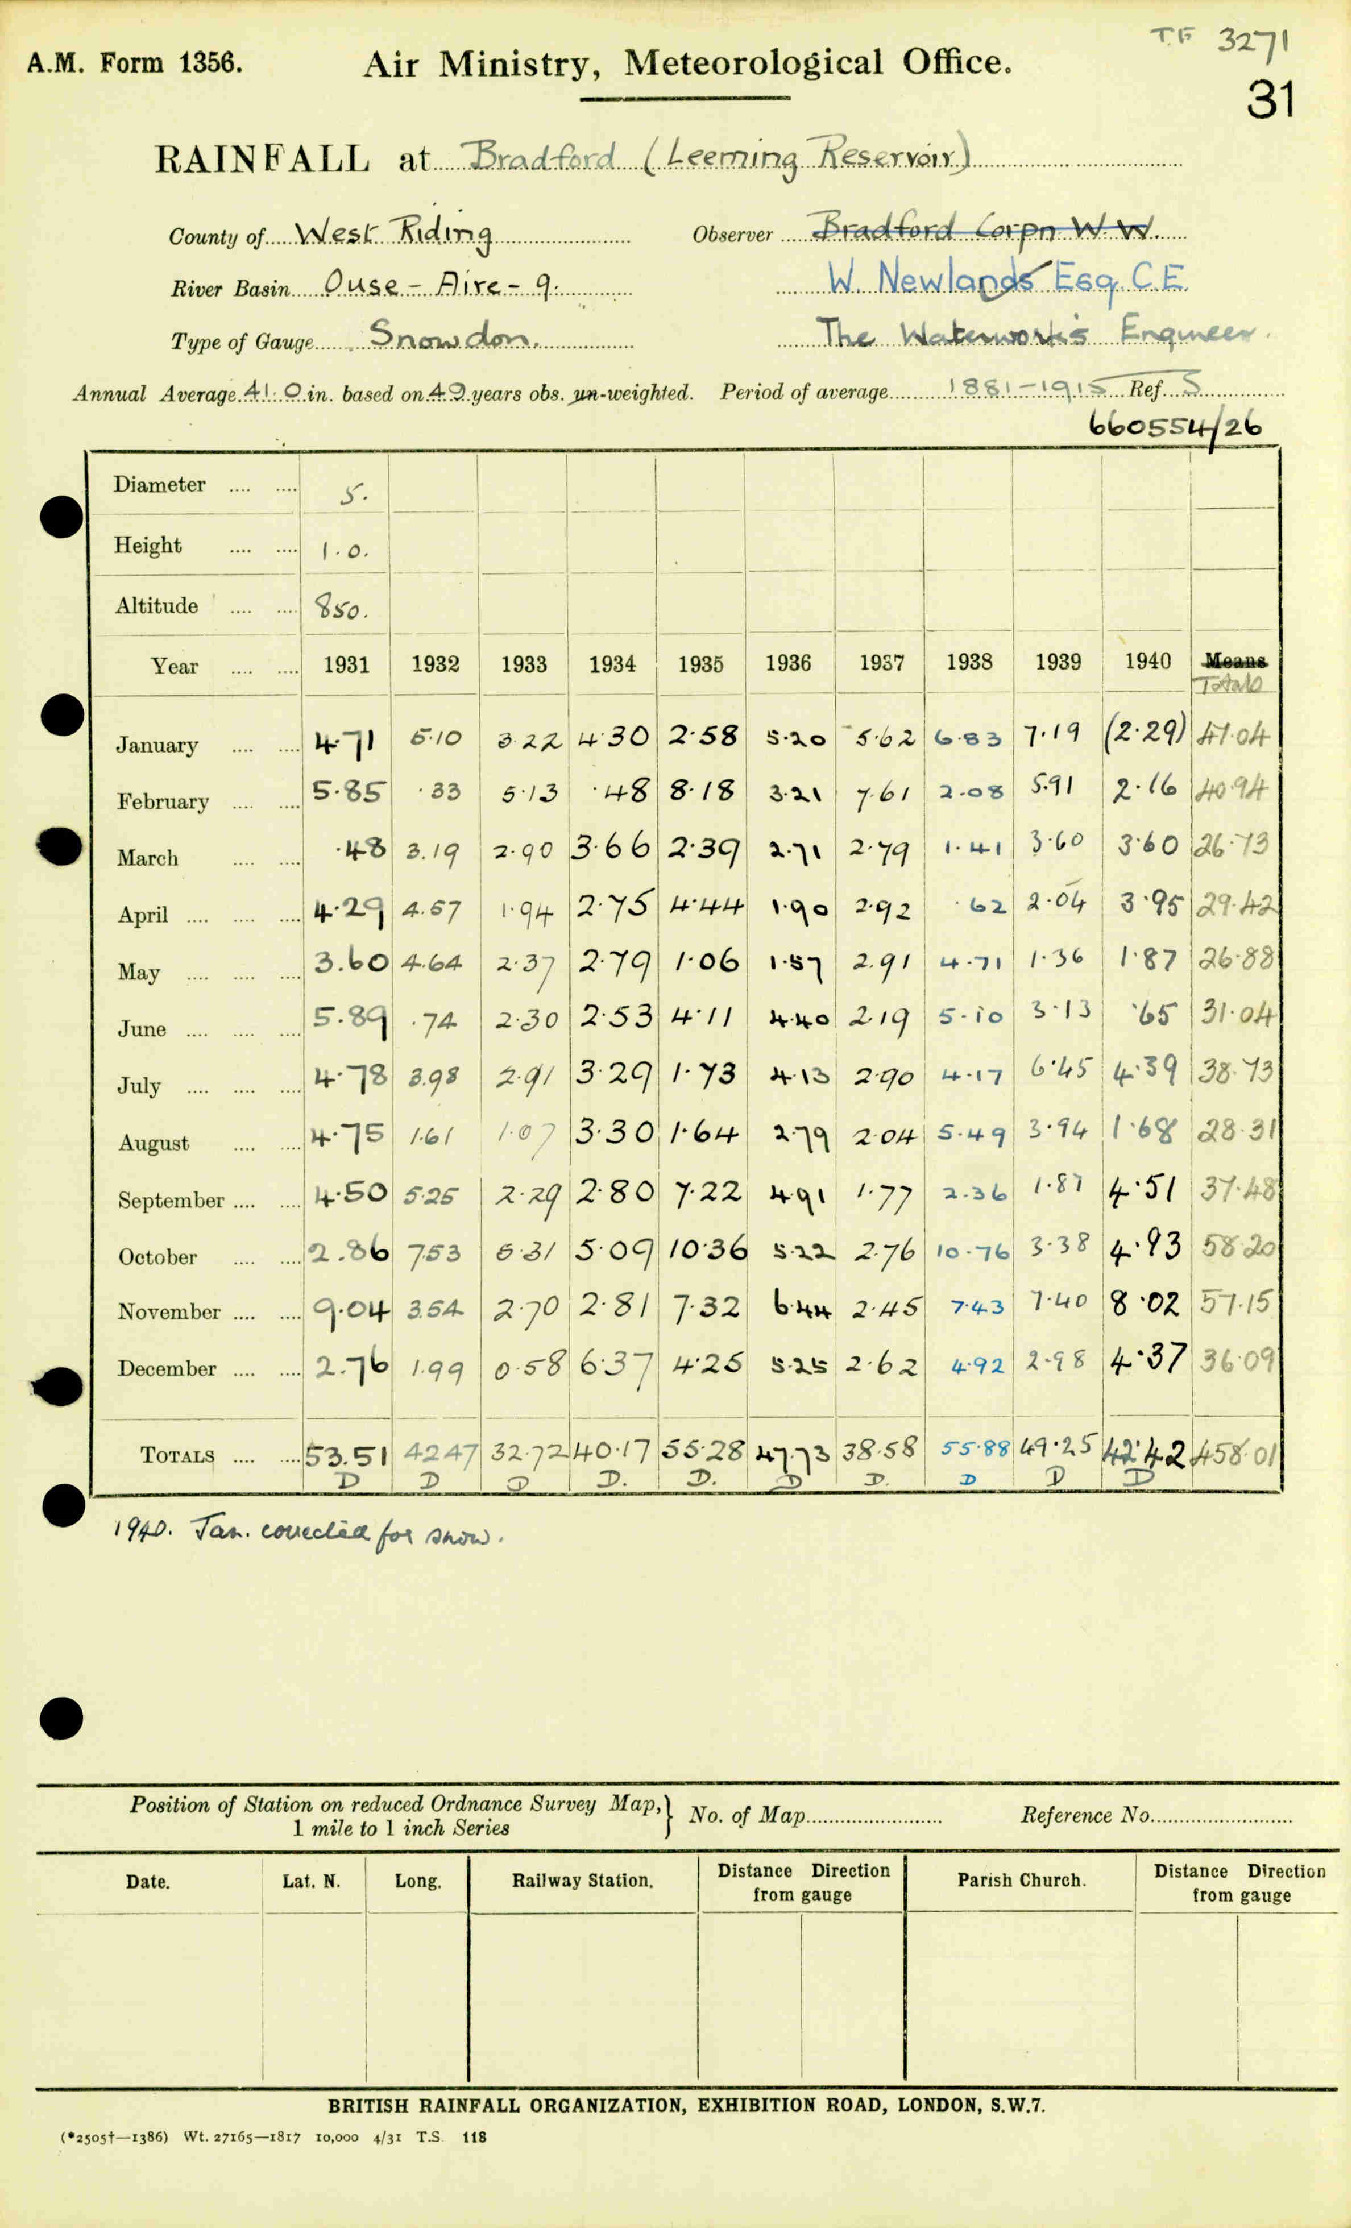 TF 3271
A.M. Form 1356. Air Ministry, Meteorological Office.
31
RAINFALL at Bradford (Leeming Reservoir)
County of West Riding Observer Bradford Corpn W W.
River Basin Ouse - Aire - 9. W. Newlands Esq. C.E.
Type of Gauge Snowdon. The Waterworks Engineer.
Annual Average 41.0 in. based on 49 years obs. un-weighted. Period of average 1881-1915 Ref. S
660554/26
Diameter .... .... 5.
Height .... .... 1.0.
Altitude .... .... 850.
Year .... .... 1931 1932 1933 1934 1935 1936 1937 1938 1939 1940 Means
Totals
January .... .... 4.71 5.10 3.22 4.30 2.58 5.20 5.62 6.83 7.19 (2.29) 47.04
February .... .... 5.85 .33 5.13 .48 8.18 3.21 7.61 2.08 5.91 2.16 40.94
March .... .... .48 3.19 2.90 3.66 2.39 2.71 2.79 1.41 3.60 3.60 26.73
April .... .... .... 4.29 4.57 1.94 2.75 4.44 1.90 2.92 .62 2.04 3.95 29.42
May .... .... .... 3.60 4.64 2.37 2.79 1.06 1.57 2.91 4.71 1.36 1.87 26.88
June .... .... .... 5.89 .74 2.30 2.53 4.11 4.40 2.19 5.10 3.13 .65 31.04
July .... .... .... 4.78 3.98 2.91 3.29 1.73 4.13 2.90 4.17 6.45 4.39 38.73
August .... .... 4.75 1.61 1.07 3.30 1.64 2.79 2.04 5.49 3.94 1.68 28.31
September .... .... 4.50 5.25 2.29 2.80 7.22 4.91 1.77 2.36 1.87 4.51 37.48
October .... .... 2.86 7.53 5.31 5.09 10.36 5.22 2.76 10.76 3.38 4.93 58.20
November .... .... 9.04 3.54 2.70 2.81 7.32 6.44 2.45 7.43 7.40 8.02 57.15
December .... .... 2.76 1.99 0.58 6.37 4.25 5.25 2.62 4.92 2.98 4.37 36.09
TOTALS .... .... 53.51 42.47 32.72 40.17 55.28 47.73 38.58 55.88 49.25 42.42 458.01
D D D D. D. D D. D D D
1940. Jan. corrected for snow.
Position of Station on reduced Ordnance Survey Map,} No. of Map Reference No.
1 mile to 1 inch Series
Date. Lat. N. Long. Railway Station. Distance Direction from gauge Parish Church. Distance Direction from gauge
BRITISH RAINFALL ORGANIZATION, EXHIBITION ROAD, LONDON, S.W.7.
(*2505†—1386) Wt. 27165—1817 10,000 4/31 T.S. 118